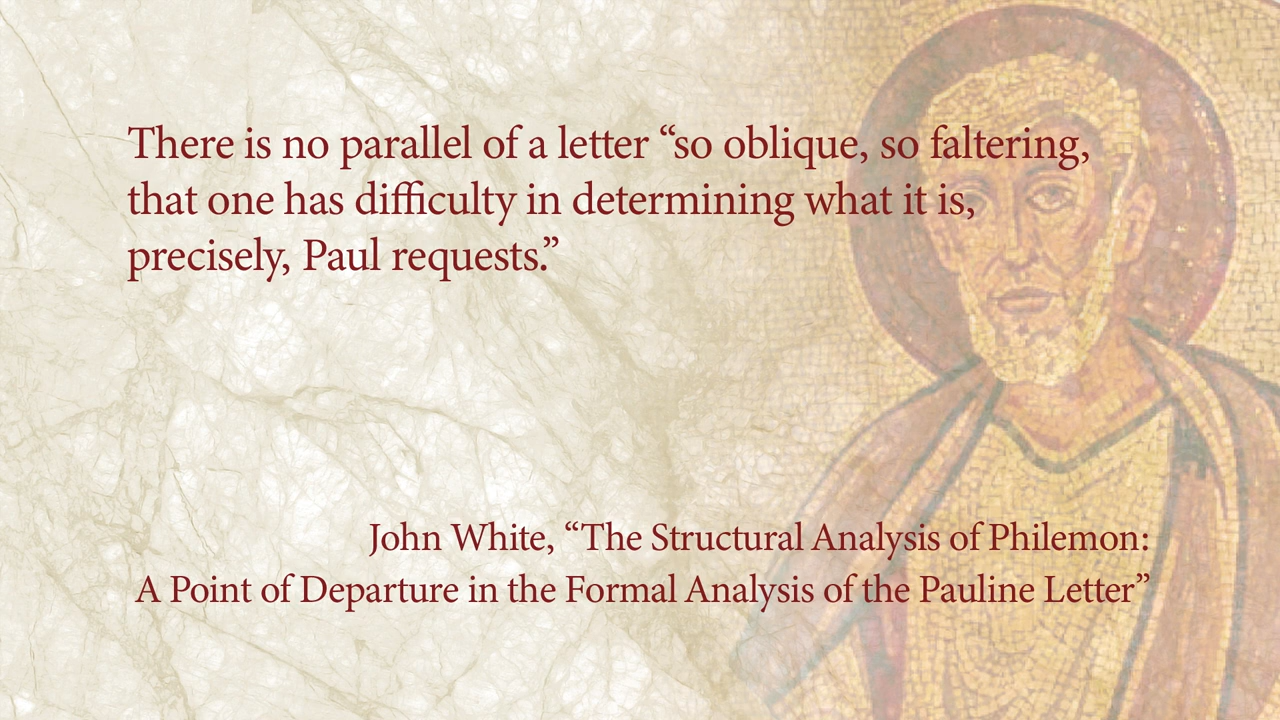 There is no parallel of a letter “so oblique, so faltering,
that one has difficulty in determining what it is,
precisely, Paul requests.”
John White, “The Structural Analysis of Philemon:
A Point of Departure in the Formal Analysis of the Pauline Letter”